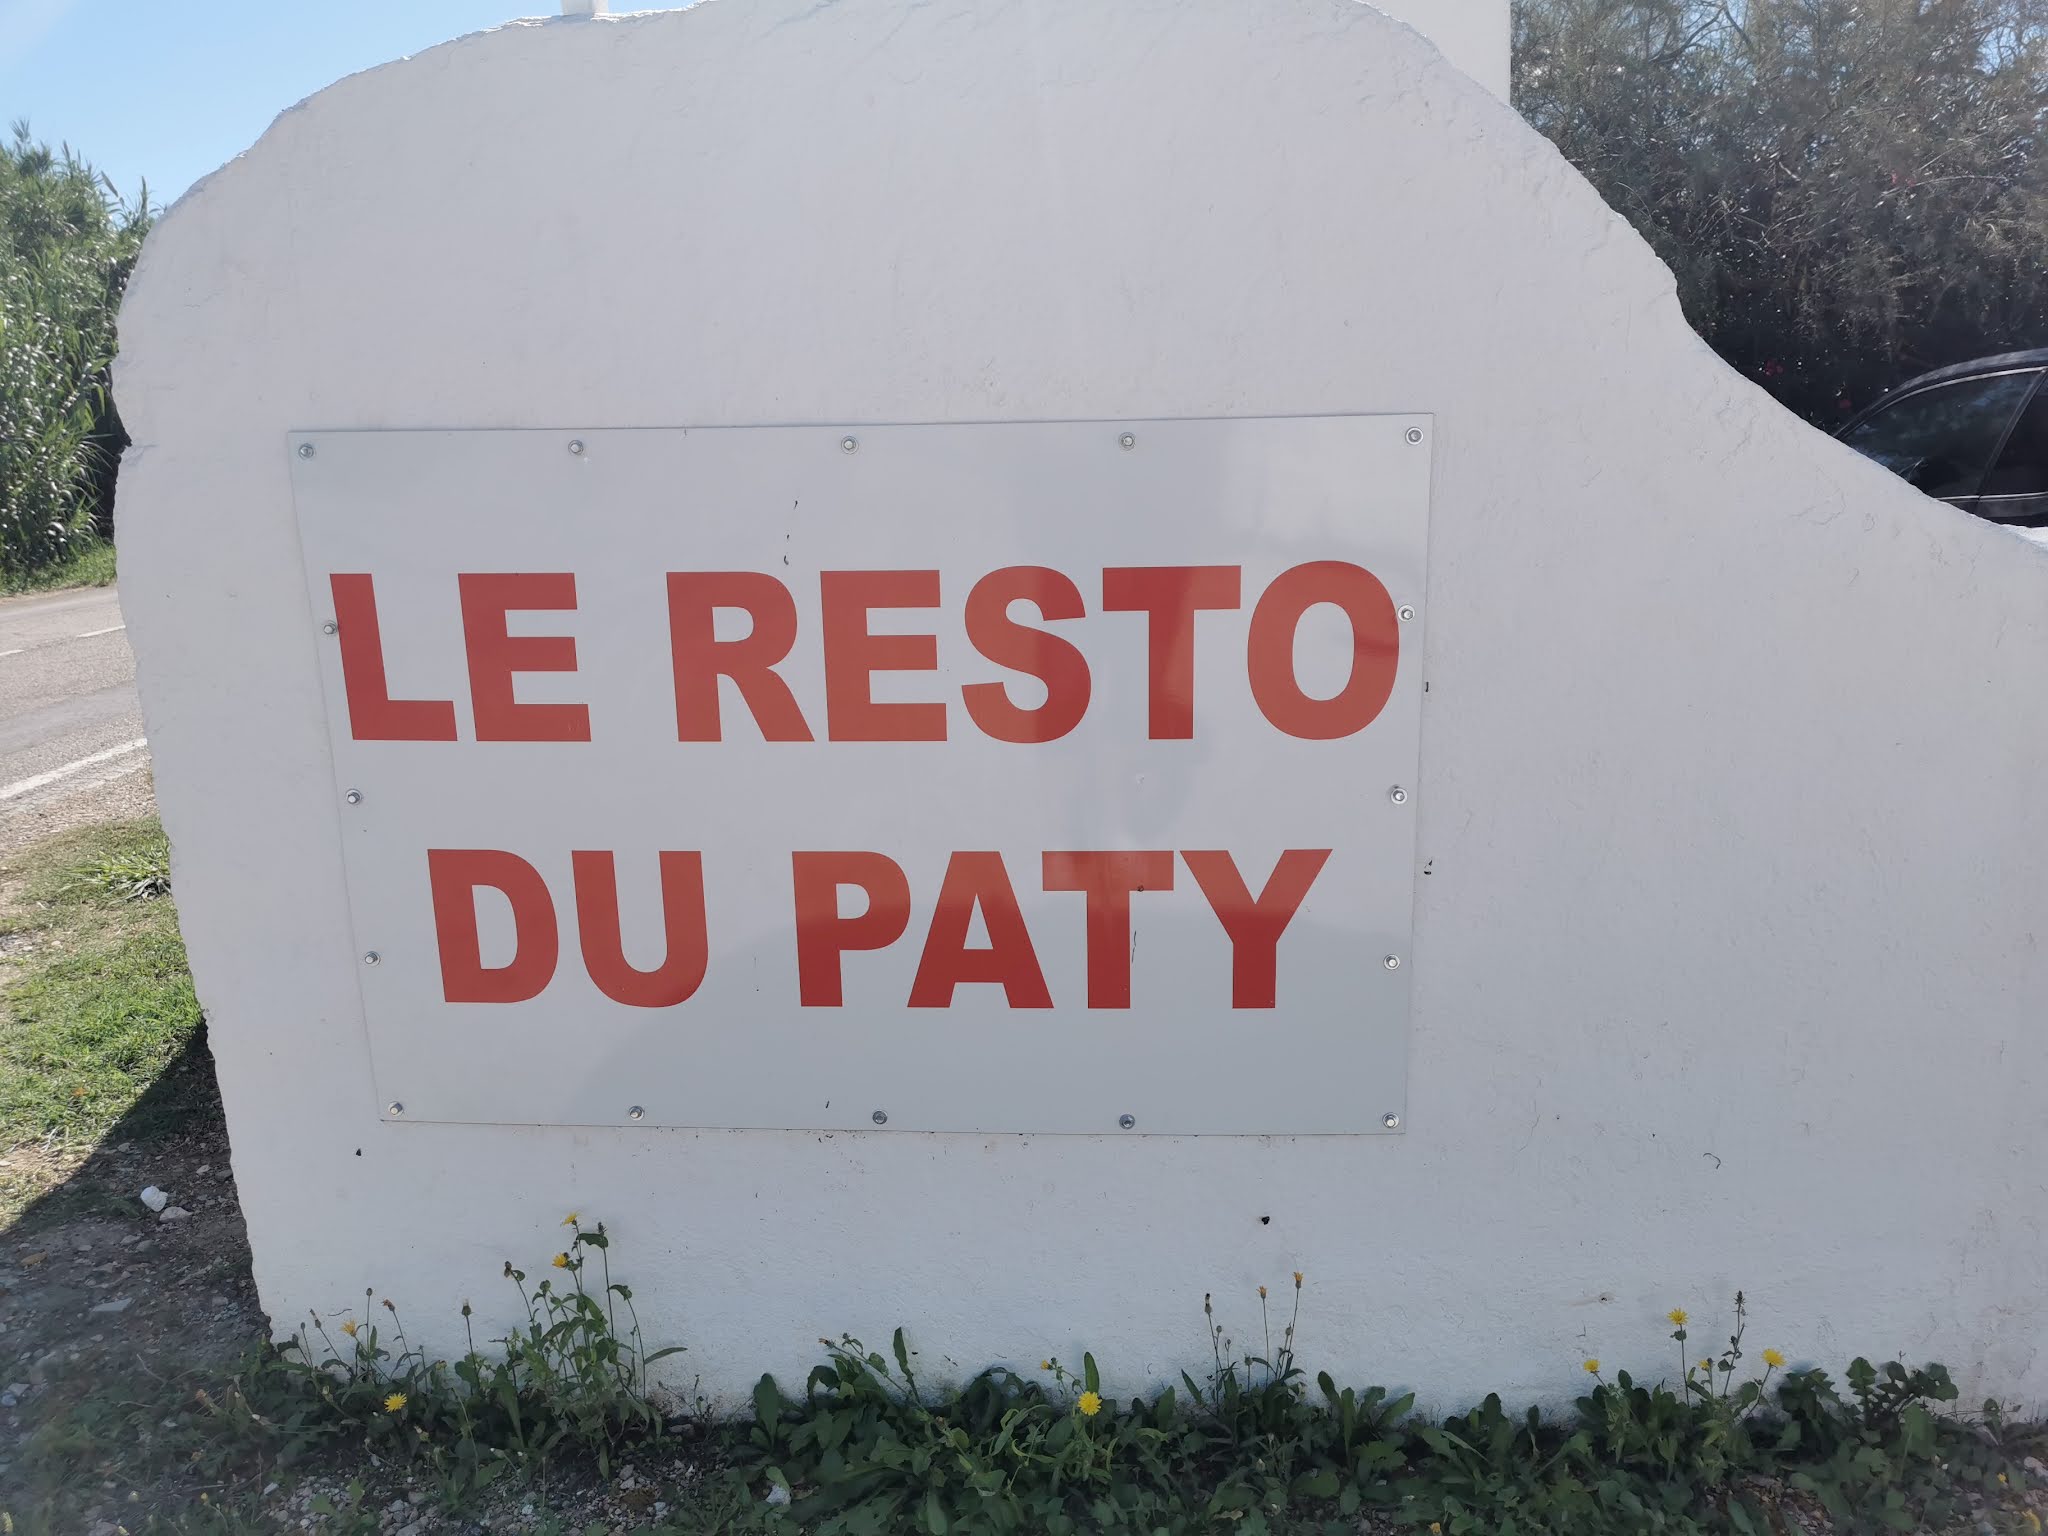 LE RESTO
DU PATY